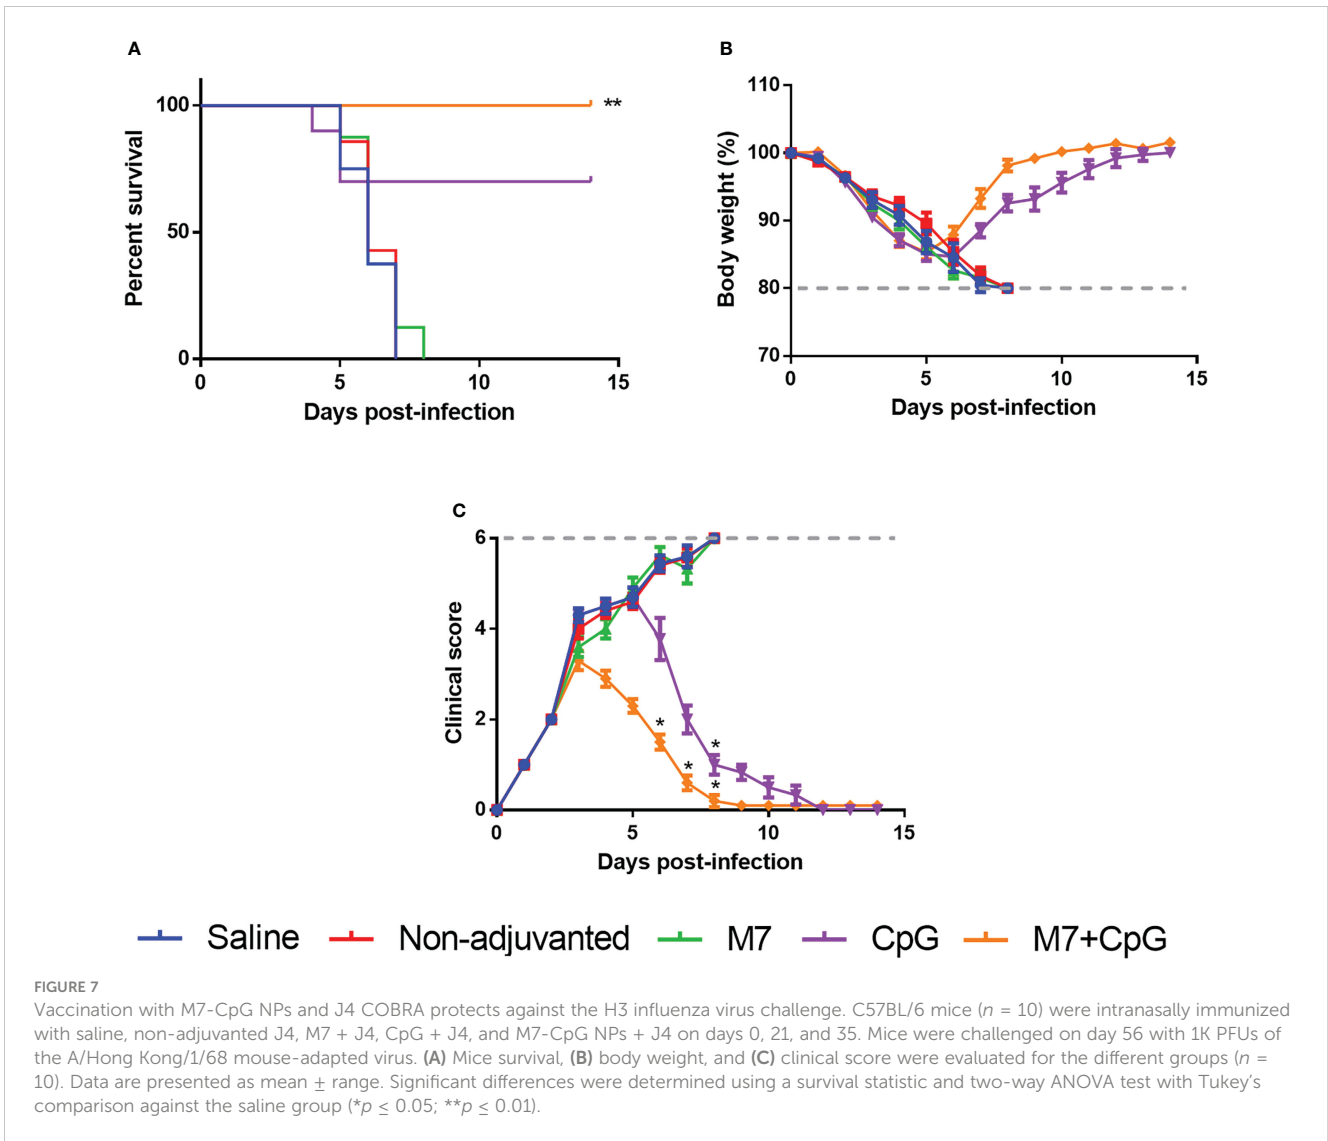 A
100
50
0
Percent survival
**
0
5
10
15
Days post-infection
B
110
100
90
80
70
Body weight (%)
0
5
10
15
Days post-infection
C
6
4
2
0
Clinical score
*
*
*
*
0
5
10
15
Days post-infection
Saline Non-adjuvanted M7 CpG M7+CpG
FIGURE 7
Vaccination with M7-CpG NPs and J4 COBRA protects against the H3 influenza virus challenge. C57BL/6 mice (n = 10) were intranasally immunized
with saline, non-adjuvanted J4, M7 + J4, CpG + J4, and M7-CpG NPs + J4 on days 0, 21, and 35. Mice were challenged on day 56 with 1K PFUs of
the A/Hong Kong/1/68 mouse-adapted virus. (A) Mice survival, (B) body weight, and (C) clinical score were evaluated for the different groups (n =
10). Data are presented as mean ± range. Significant differences were determined using a survival statistic and two-way ANOVA test with Tukey’s
comparison against the saline group (*p ≤ 0.05; **p ≤ 0.01).